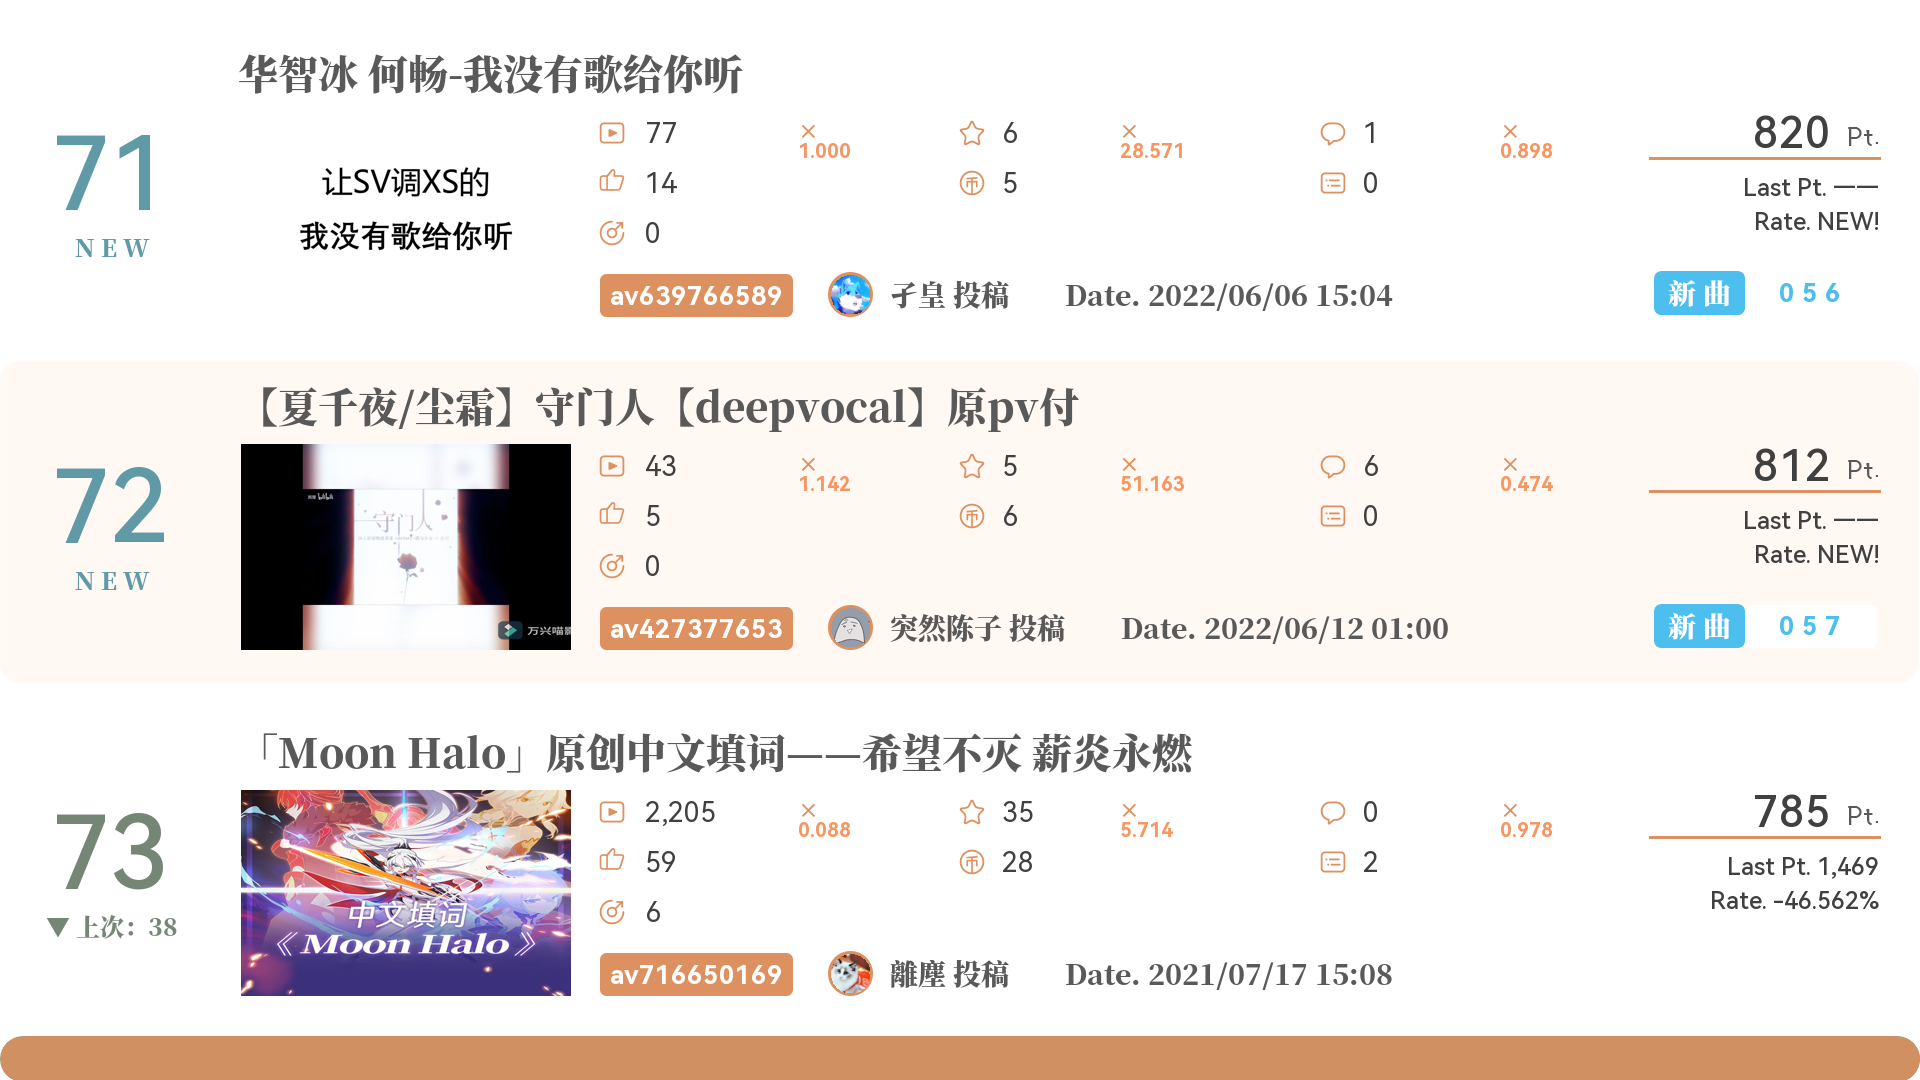 华智冰 何畅-我没有歌给你听
71
NEW
让SV调XS的
我没有歌给你听
77
×
1.000
6
×
28.571
1
×
0.898
14
币
5
0
0
820 Pt.
Last Pt. ——
Rate. NEW!
av639766589
孑皇 投稿
Date. 2022/06/06 15:04
新曲
056
【夏千夜/尘霜】守门人【deepvocal】原pv付
72
NEW
守门人
万兴喵影
43
×
1.142
5
×
51.163
6
×
0.474
5
币
6
0
0
812 Pt.
Last Pt. ——
Rate. NEW!
av427377653
突然陈子 投稿
Date. 2022/06/12 01:00
新曲
057
「Moon Halo」原创中文填词——希望不灭 薪炎永燃
73
▼上次：38
中文填词
《Moon Halo》
2,205
×
0.088
35
×
5.714
0
×
0.978
59
币
28
2
6
785 Pt.
Last Pt. 1,469
Rate. -46.562%
av716650169
離塵 投稿
Date. 2021/07/17 15:08